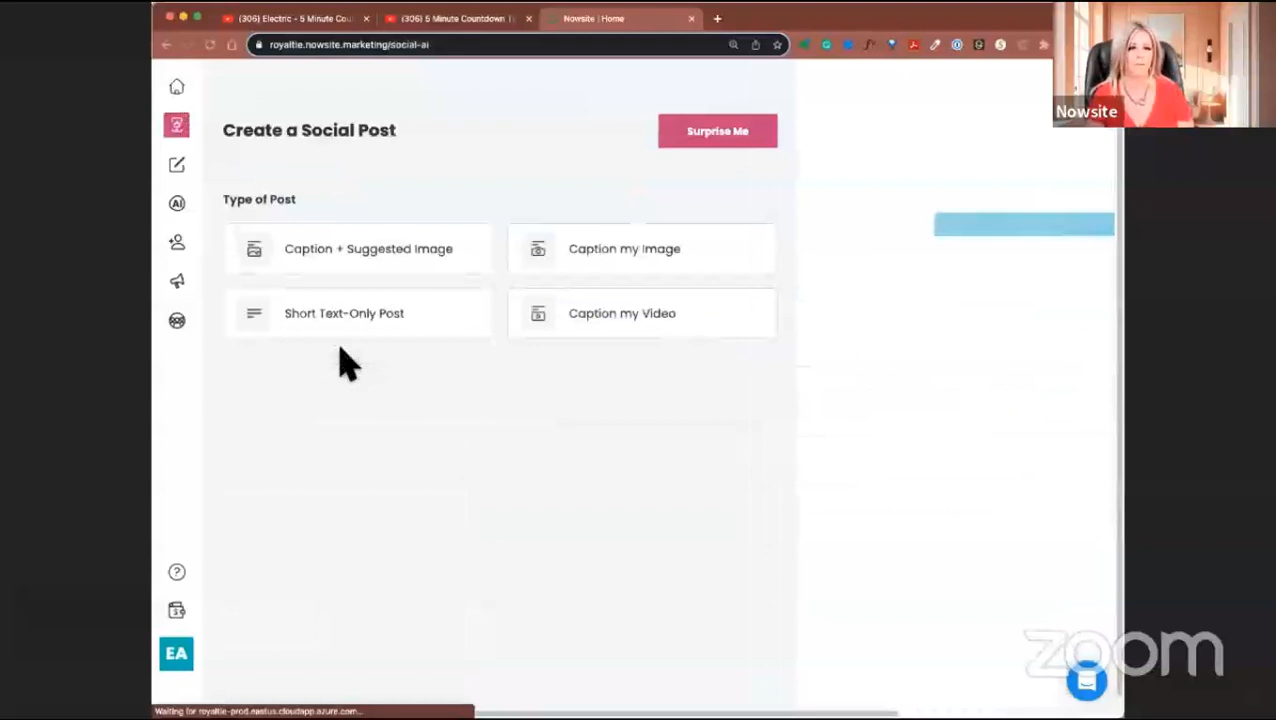 (306) Electric - 5 Minute Cou
(306) 5 Minute Countdown T
Nowsite | Home
royaltie.nowsite.marketing/social-ai
Nowsite
Create a Social Post
Surprise Me
Type of Post
Caption + Suggested Image
Caption my Image
Short Text-Only Post
Caption my Video
AI
EA
zoom
Waiting for royaltie-prod.eastus.cloudapp.azure.com...